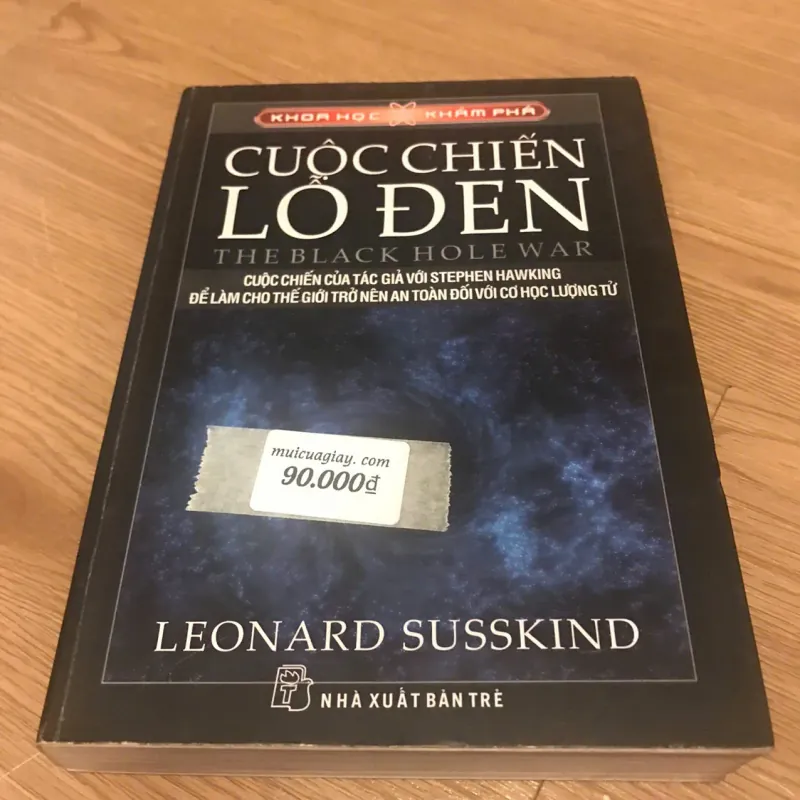 KHOA HỌC KHÁM PHÁ
CUỘC CHIẾN
LỖ ĐEN
THE BLACK HOLE WAR
CUỘC CHIẾN CỦA TÁC GIẢ VỚI STEPHEN HAWKING
ĐỂ LÀM CHO THẾ GIỚI TRỞ NÊN AN TOÀN ĐỐI VỚI CƠ HỌC LƯỢNG TỬ
muicuagiay. com
90.000₫
LEONARD SUSSKIND
T
NHÀ XUẤT BẢN TRẺ